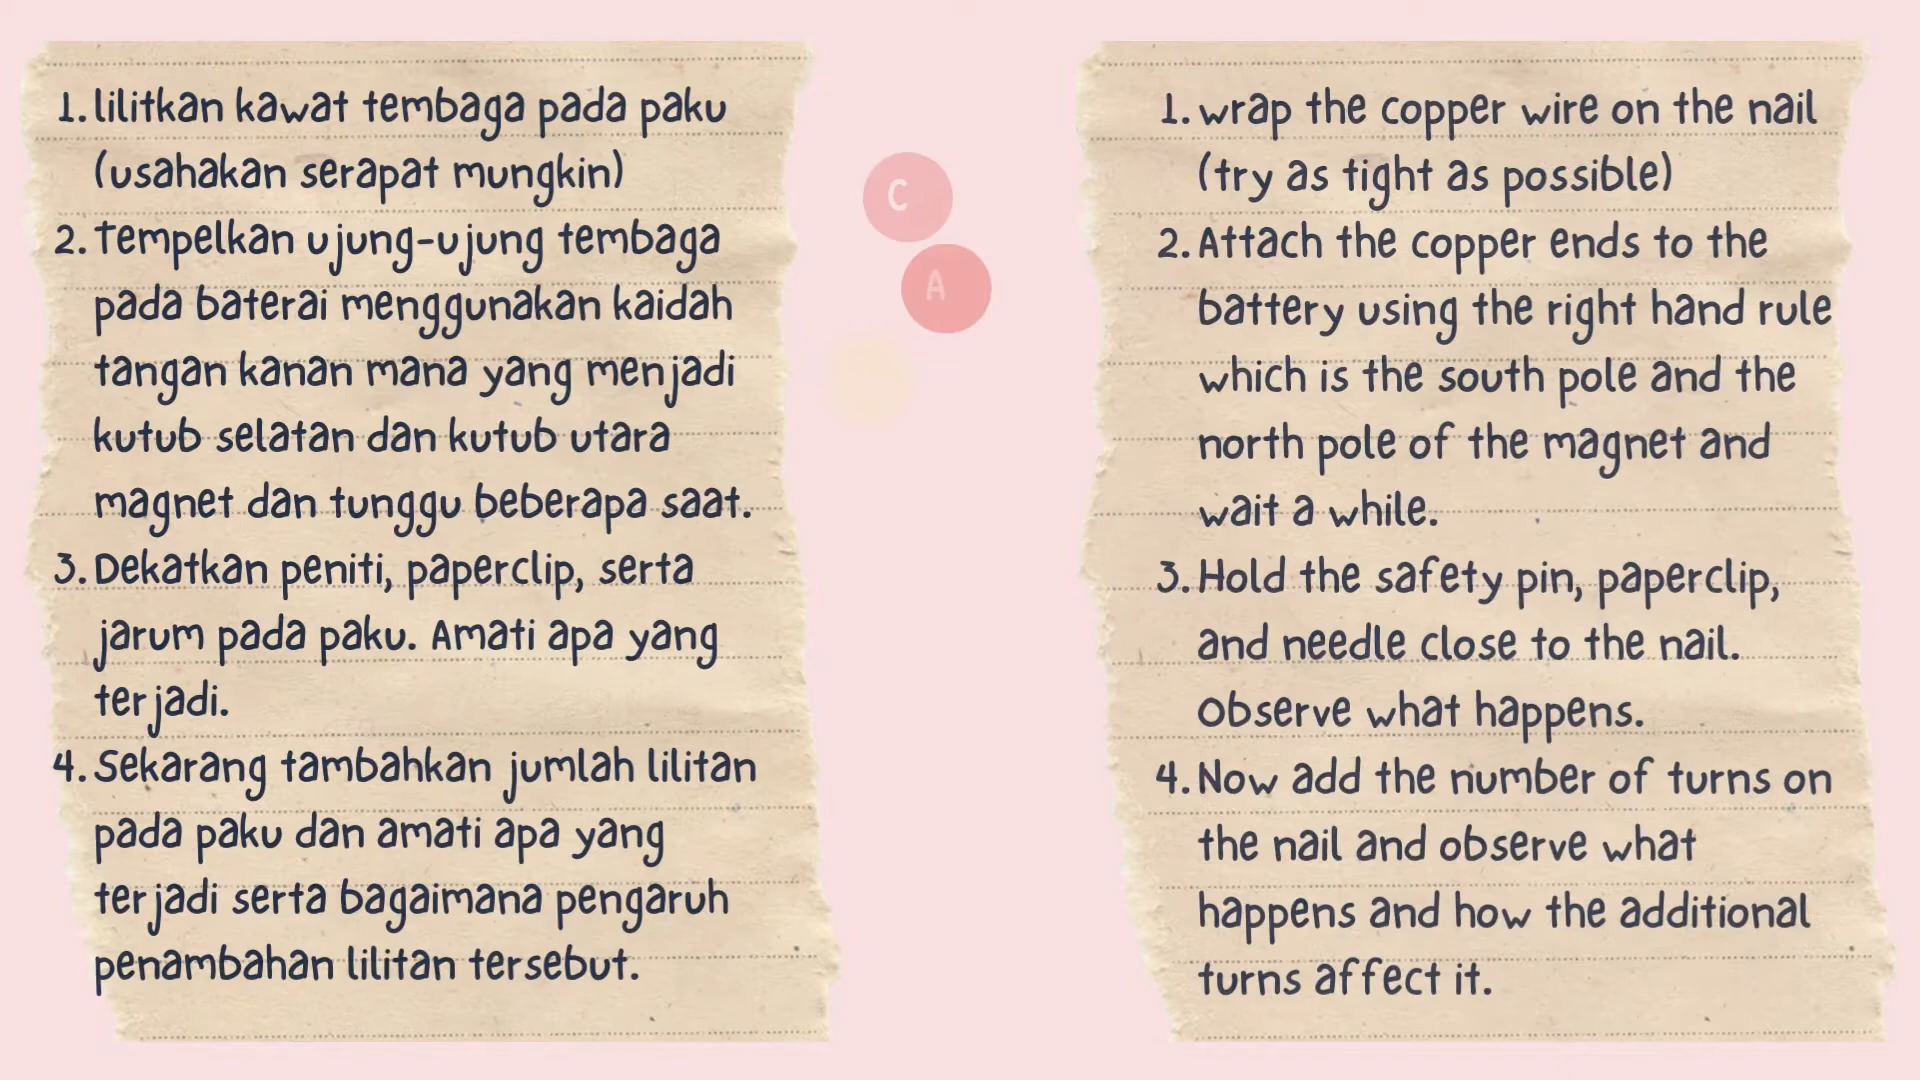 1. lilitkan kawat tembaga pada paku
(usahakan serapat mungkin)
2. Tempelkan ujung-ujung tembaga
pada baterai menggunakan kaidah
tangan kanan mana yang menjadi
kutub selatan dan kutub utara
magnet dan tunggu beberapa saat.
3. Dekatkan peniti, paperclip, serta
jarum pada paku. Amati apa yang
terjadi.
4. Sekarang tambahkan jumlah lilitan
pada paku dan amati apa yang
terjadi serta bagaimana pengaruh
penambahan lilitan tersebut.
C
A
1. wrap the copper wire on the nail
(try as tight as possible)
2. Attach the copper ends to the
battery using the right hand rule
which is the south pole and the
north pole of the magnet and
wait a while.
3. Hold the safety pin, paperclip,
and needle close to the nail.
Observe what happens.
4. Now add the number of turns on
the nail and observe what
happens and how the additional
turns affect it.